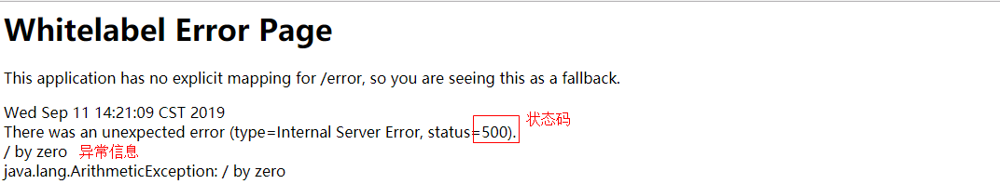 Whitelabel Error Page
This application has no explicit mapping for /error, so you are seeing this as a fallback.
Wed Sep 11 14:21:09 CST 2019
There was an unexpected error (type=Internal Server Error, status=500). 状态码
/ by zero 异常信息
java.lang.ArithmeticException: / by zero